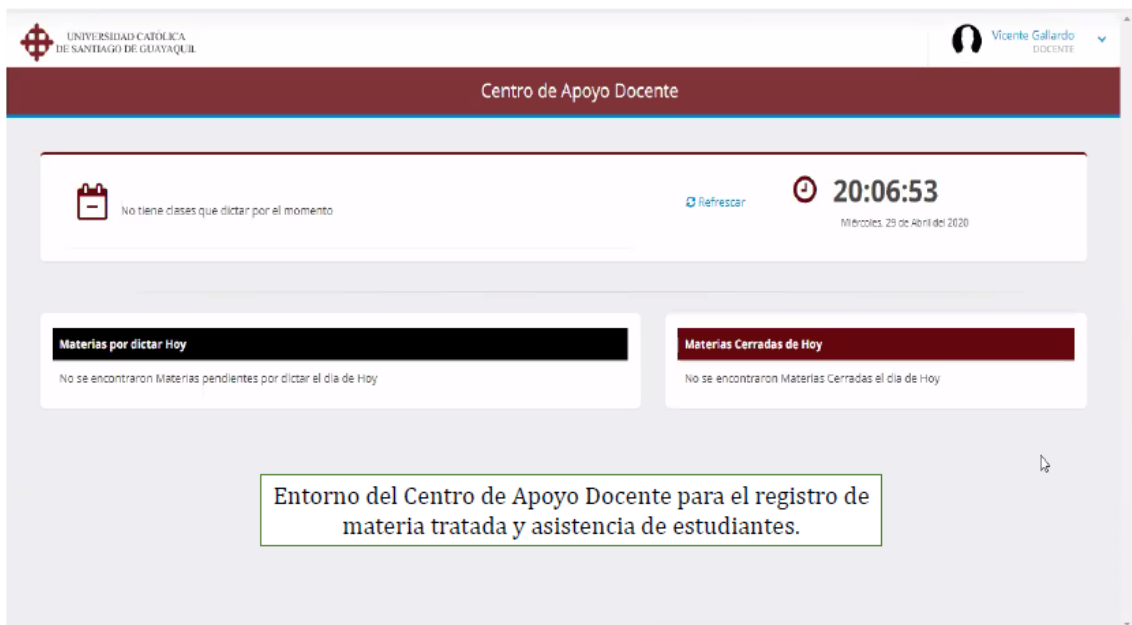 UNIVERSIDAD CATÓLICA
DE SANTIAGO DE GUAYAQUIL
Vicente Gallardo
DOCENTE
Centro de Apoyo Docente
No tiene clases que dictar por el momento
Refrescar
20:06:53
Miércoles, 29 de Abril del 2020
Materias por dictar Hoy
No se encontraron Materias pendientes por dictar el día de Hoy
Materias Cerradas de Hoy
No se encontraron Materias Cerradas el día de Hoy
Entorno del Centro de Apoyo Docente para el registro de
materia tratada y asistencia de estudiantes.